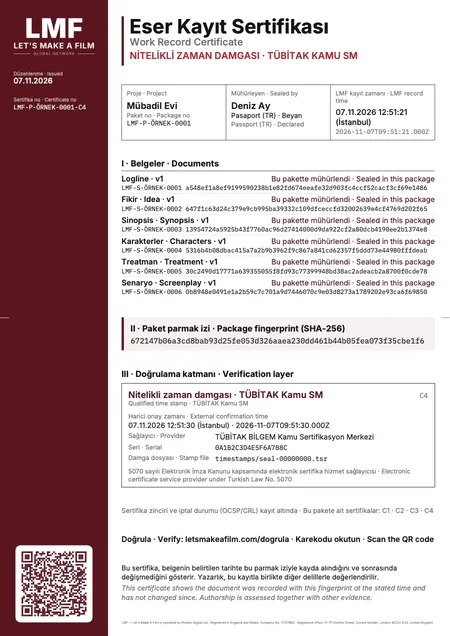 LMF
LET'S MAKE A FILM
GLOBAL NETWORK
Düzenlenme · Issued
07.11.2026
Sertifika no · Certificate no
LMF-P-ÖRNEK-0001-C4
Eser Kayıt Sertifikası
Work Record Certificate
NİTELİKLİ ZAMAN DAMGASI · TÜBİTAK KAMU SM
Proje · Project
Mübadil Evi
Paket no · Package no
LMF-P-ÖRNEK-0001
Mühürleyen · Sealed by
Deniz Ay
Pasaport (TR) · Beyan
Passport (TR) · Declared
LMF kayıt zamanı · LMF record time
07.11.2026 12:51:21 (İstanbul)
2026-11-07T09:51:21.000Z
I · Belgeler · Documents
Logline · v1 Bu pakette mühürlendi · Sealed in this package
LMF-S-ÖRNEK-0001
Fikir · Idea · v1 Bu pakette mühürlendi · Sealed in this package
LMF-S-ÖRNEK-0002
Sinopsis · Synopsis · v1 Bu pakette mühürlendi · Sealed in this package
LMF-S-ÖRNEK-0003
Karakterler · Characters · v1 Bu pakette mühürlendi · Sealed in this package
LMF-S-ÖRNEK-0004
Tretman · Treatment · v1 Bu pakette mühürlendi · Sealed in this package
LMF-S-ÖRNEK-0005
Senaryo · Screenplay · v1 Bu pakette mühürlendi · Sealed in this package
LMF-S-ÖRNEK-0006
II · Paket parmak izi · Package fingerprint (SHA-256)
672147b06a3cd8bab93d25fe053d326aaea230dd461b44b05fea073f35cbe1f6
III · Doğrulama katmanı · Verification layer
Nitelikli zaman damgası · TÜBİTAK Kamu SM C4
Qualified time stamp · TÜBİTAK Kamu SM
Harici onay zamanı · External confirmation time
07.11.2026 12:51:30 (İstanbul) · 2026-11-07T09:51:30.000Z
Sağlayıcı · Provider TÜBİTAK BİLGEM Kamu Sertifikasyon Merkezi
Seri · Serial 0A1B2C3D4E5F6A7B8C
Damga dosyası · Stamp file timestamps/seal-00000000.tsr
5070 sayılı Elektronik İmza Kanunu kapsamında elektronik sertifika hizmet sağlayıcısı · Electronic
certificate service provider under Turkish Law No. 5070
Sertifika zinciri ve iptal durumu (OCSP/CRL) kayıt altında · Bu pakete ait sertifikalar: C1 · C2 · C3 · C4
Doğrula · Verify: letsmakeafilm.com/dogrula · Karekodu okutun · Scan the QR code
Bu sertifika, belgenin belirtilen tarihte bu parmak iziyle kayda alındığını ve sonrasında
değişmediğini gösterir. Yazarlık, bu kayıtla birlikte diğer delillerle değerlendirilir.
This certificate shows the document was recorded with this fingerprint at the stated time and
has not changed since. Authorship is assessed together with other evidence.